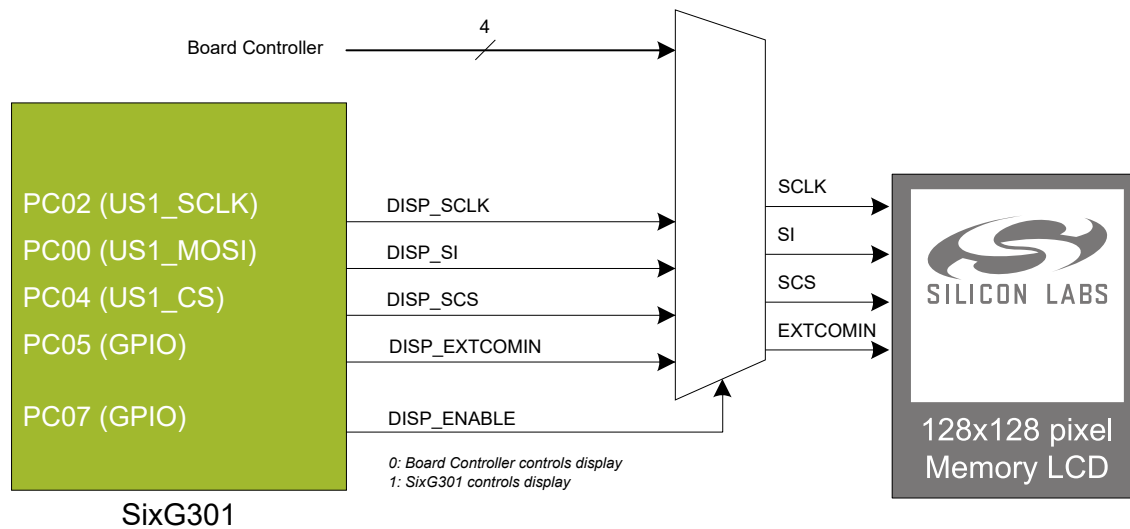 4
Board Controller
PC02 (US1_SCLK)
PC00 (US1_MOSI)
PC04 (US1_CS)
PC05 (GPIO)
PC07 (GPIO)
SixG301
DISP_SCLK
DISP_SI
DISP_SCS
DISP_EXTCOMIN
DISP_ENABLE
0: Board Controller controls display
1: SixG301 controls display
SCLK
SI
SCS
EXTCOMIN
SILICON LABS
128x128 pixel
Memory LCD